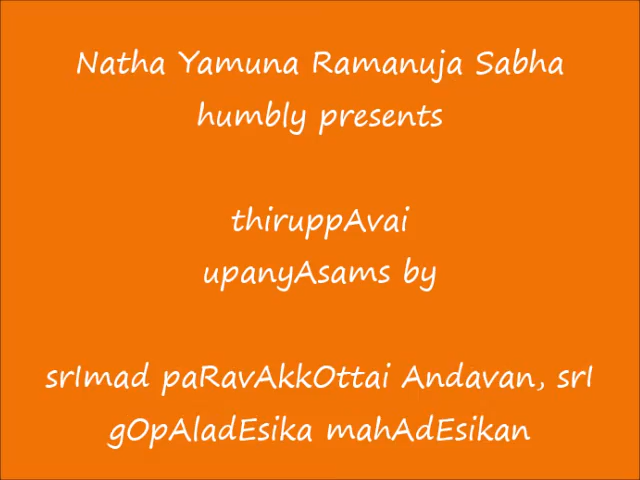 Natha Yamuna Ramanuja Sabha
humbly presents
thiruppAvai
upanyAsams by
srImad paRavAkkOttai Andavan, srI
gOpAladEsika mahAdEsikan